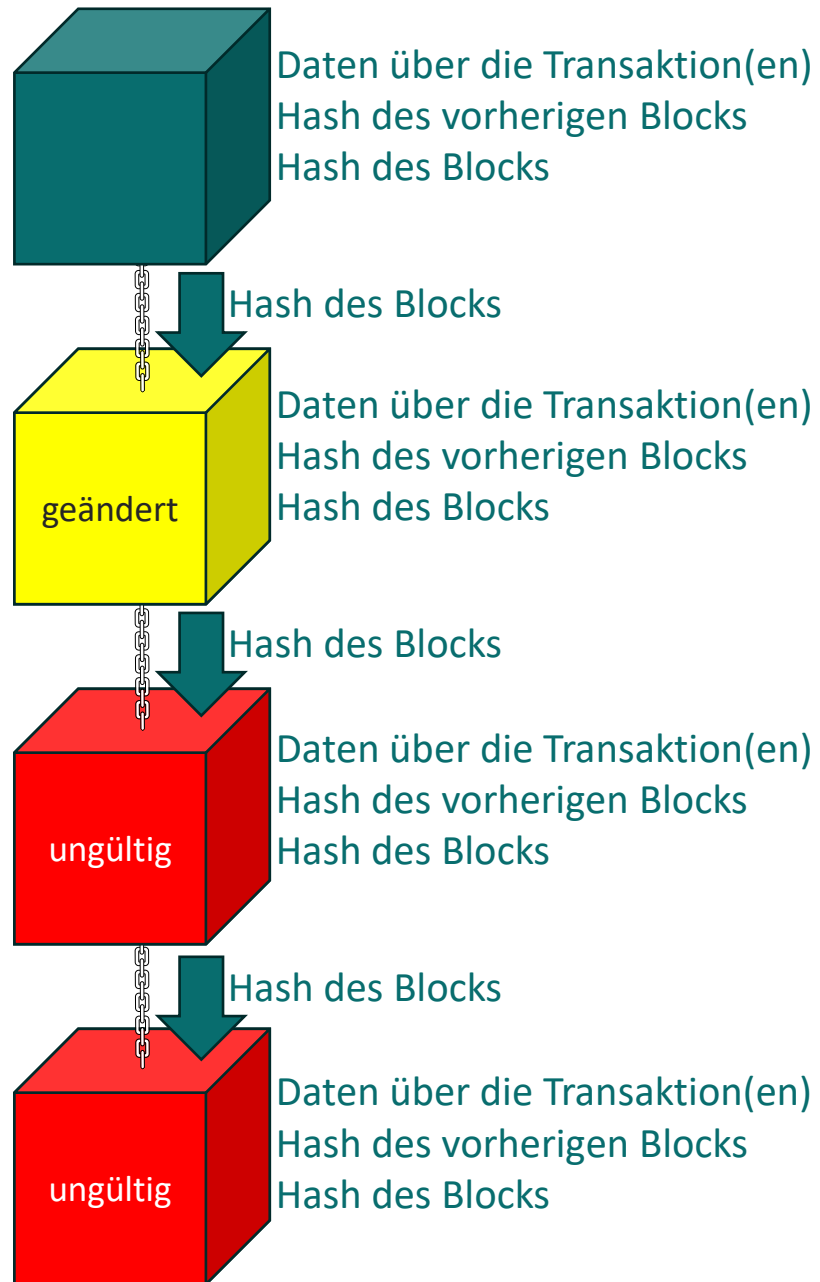 Daten über die Transaktion(en)
Hash des vorherigen Blocks
Hash des Blocks
Hash des Blocks
Daten über die Transaktion(en)
Hash des vorherigen Blocks
Hash des Blocks
geändert
Hash des Blocks
Daten über die Transaktion(en)
Hash des vorherigen Blocks
Hash des Blocks
ungültig
Hash des Blocks
Daten über die Transaktion(en)
Hash des vorherigen Blocks
Hash des Blocks
ungültig